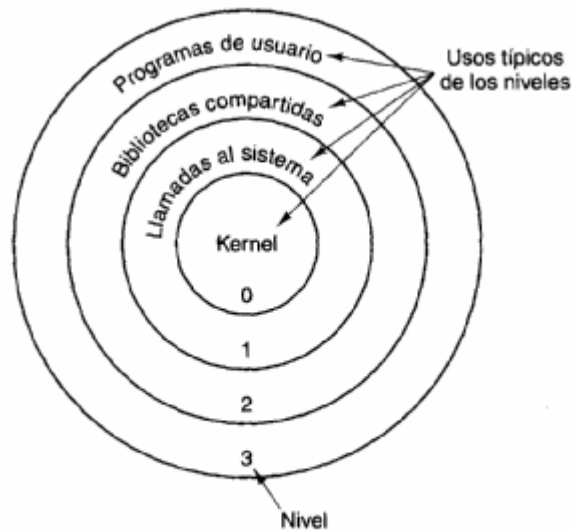 Programas de usuario
Usos típicos
de los niveles
Bibliotecas compartidas
Llamadas al sistema
Kernel
0
1
2
3
Nivel